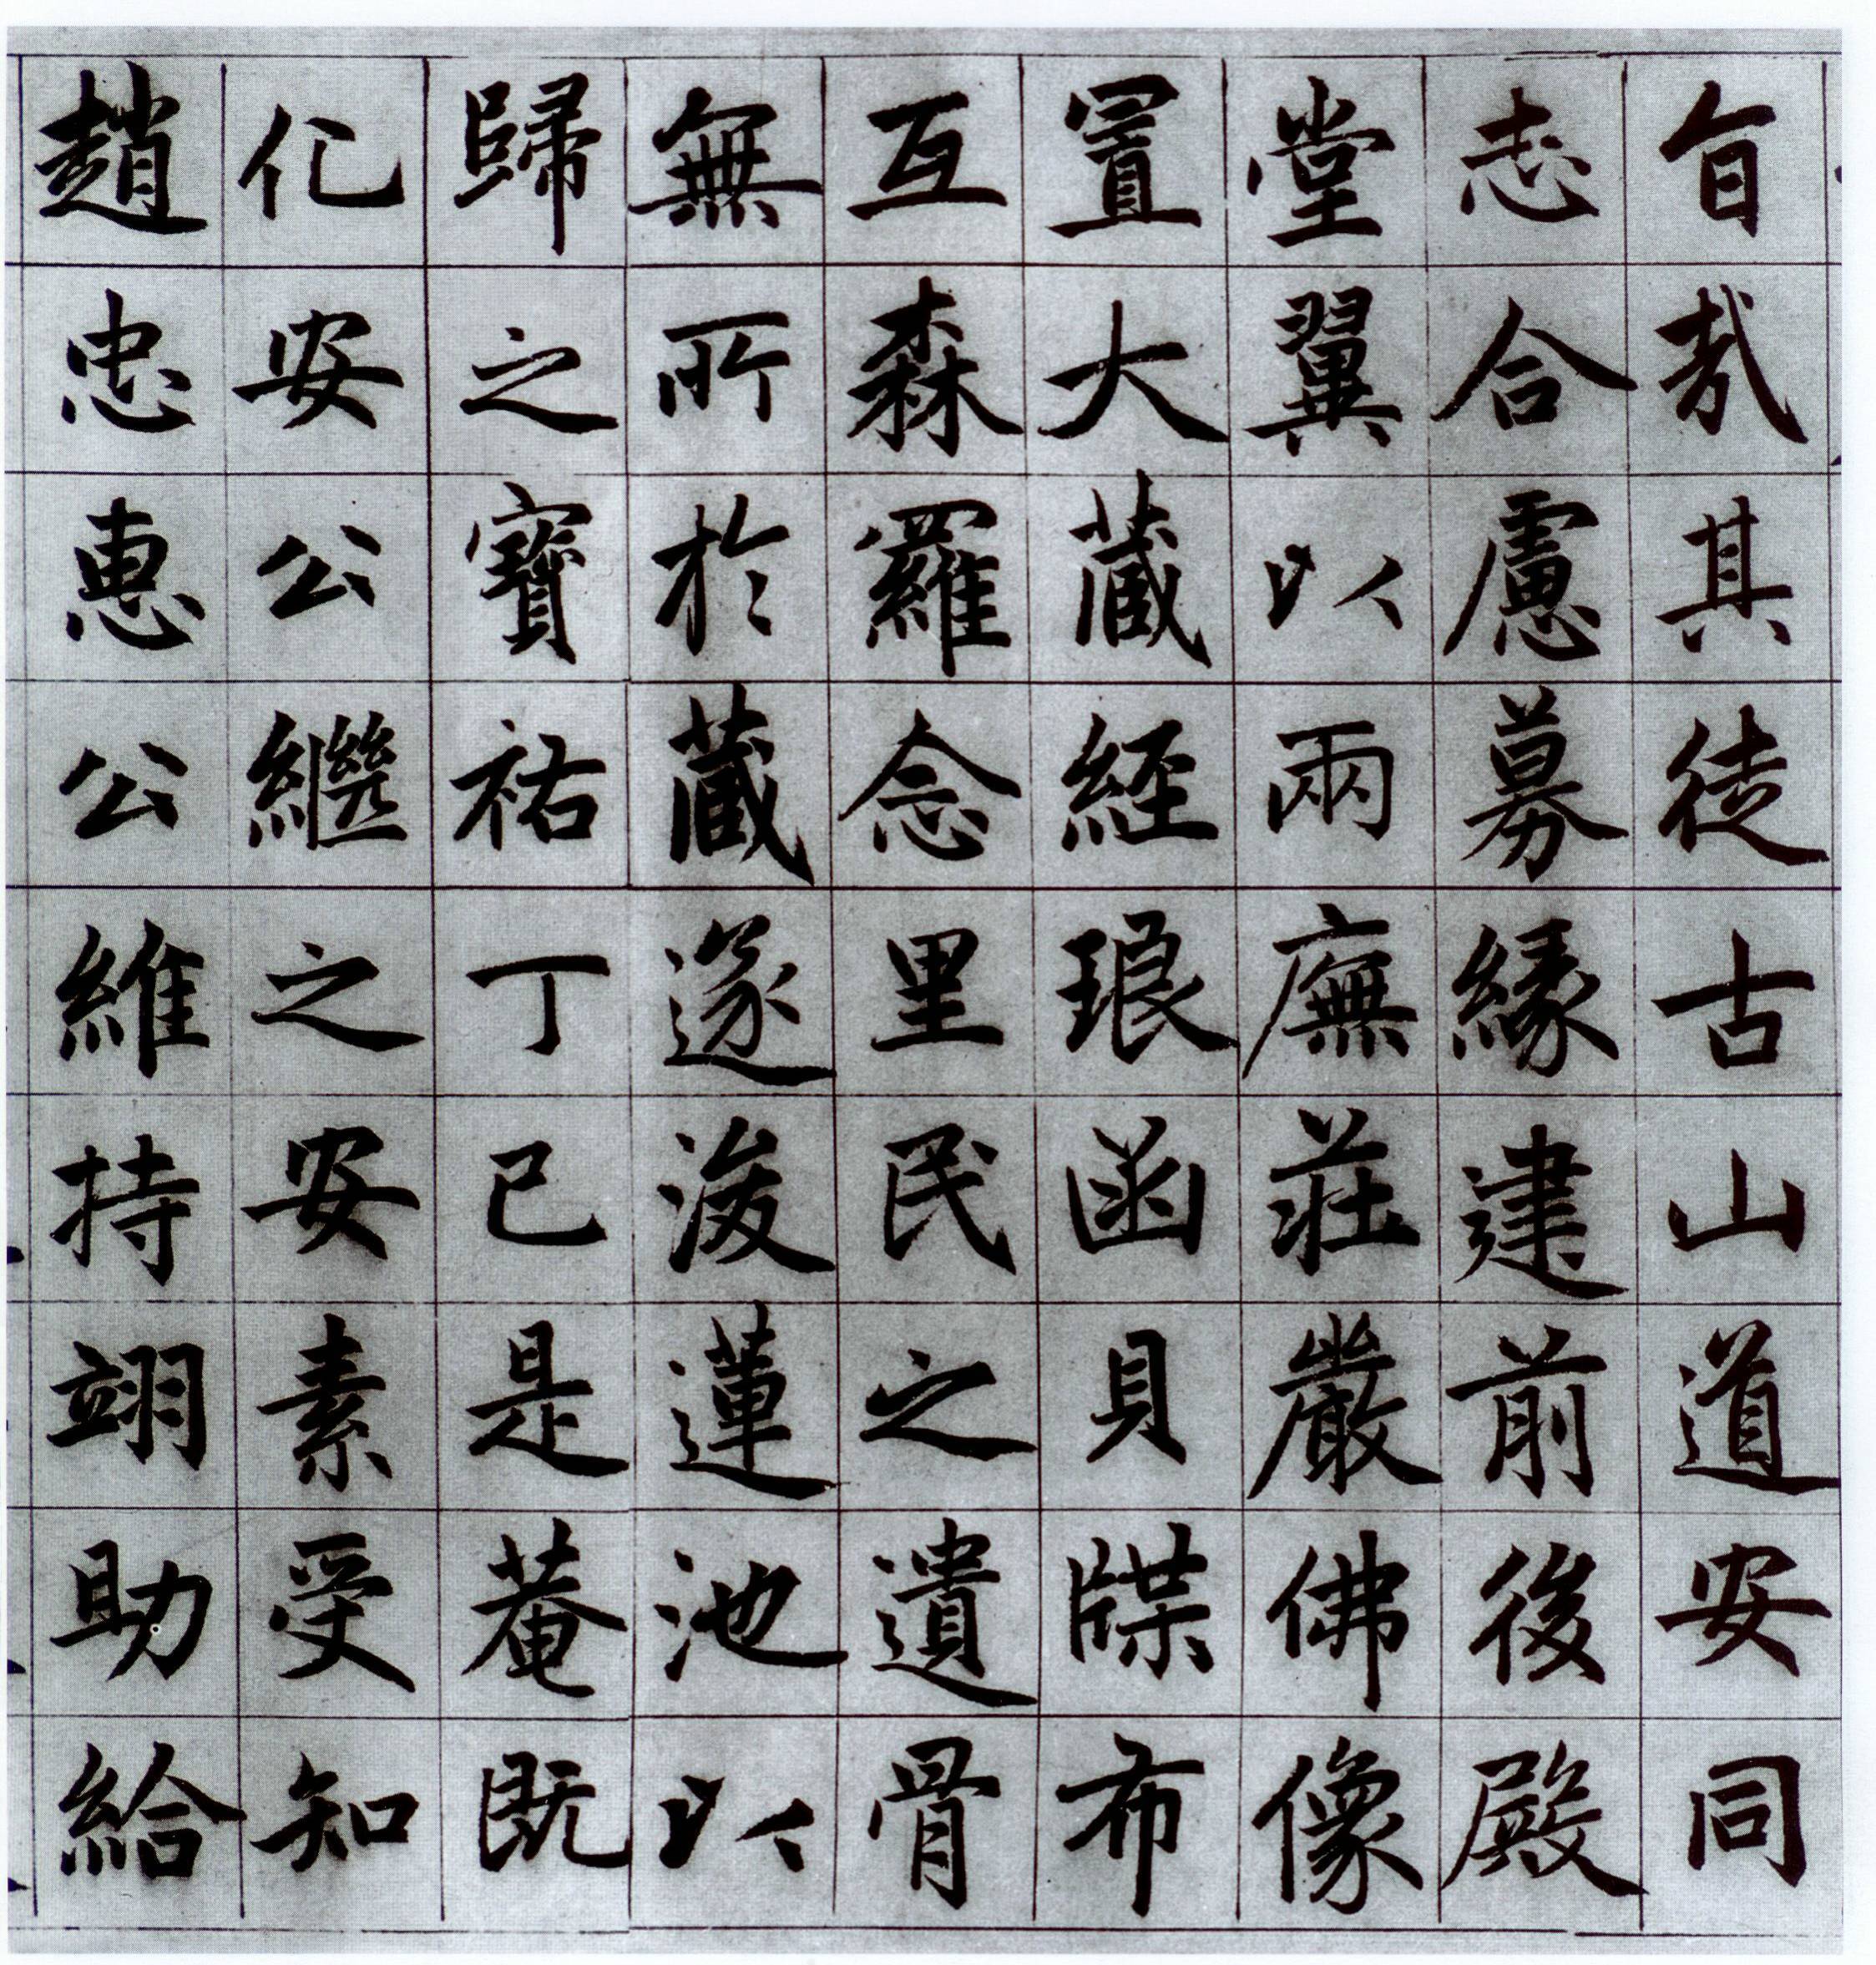 旨哉其徒古山道安同
志合慮募緣建前後殿
堂翼以兩廡莊嚴佛像
置大藏經琅函貝牒布
互森羅念里民之遺骨
無所於藏遂浚蓮池以
歸之寶祐丁巳是菴既
化安公繼之安素受知
趙忠惠公維持翊助給